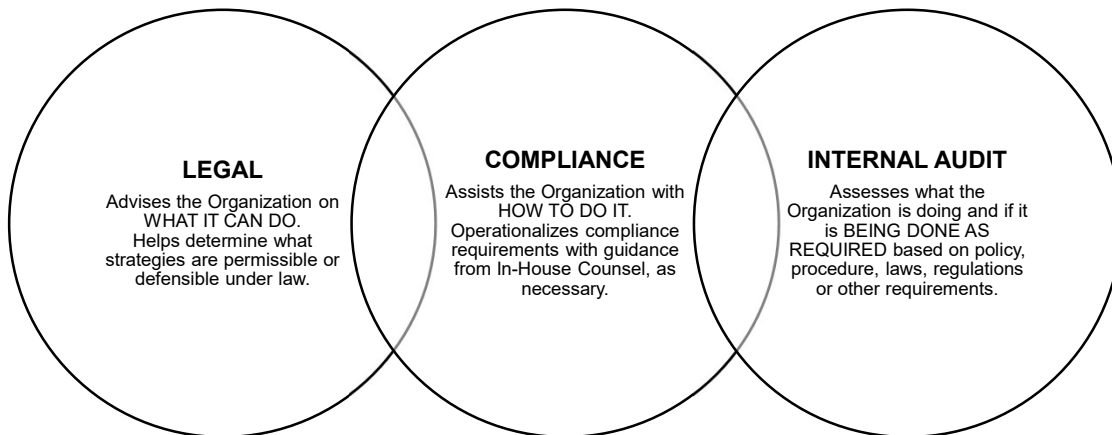 LEGAL
Advises the Organization on
WHAT IT CAN DO.
Helps determine what
strategies are permissible or
defensible under law.
COMPLIANCE
Assists the Organization with
HOW TO DO IT.
Operationalizes compliance
requirements with guidance
from In-House Counsel, as
necessary.
INTERNAL AUDIT
Assesses what the
Organization is doing and if it
is BEING DONE AS
REQUIRED based on policy,
procedure, laws, regulations
or other requirements.